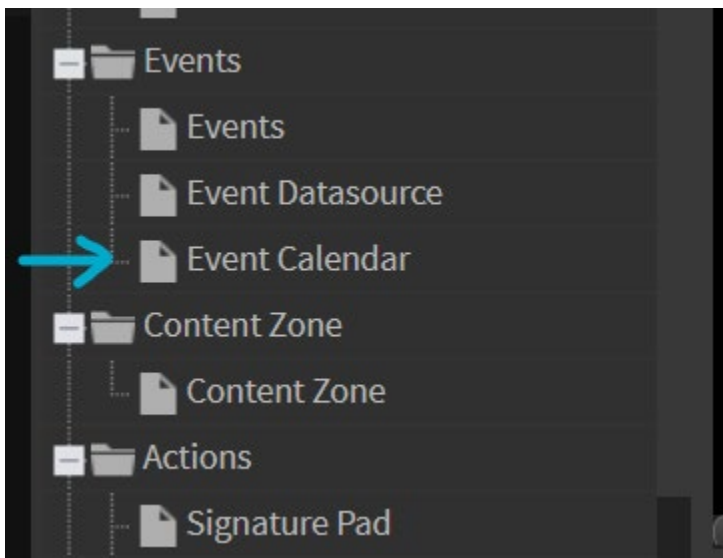 Events
Events
Event Datasource
Event Calendar
Content Zone
Content Zone
Actions
Signature Pad